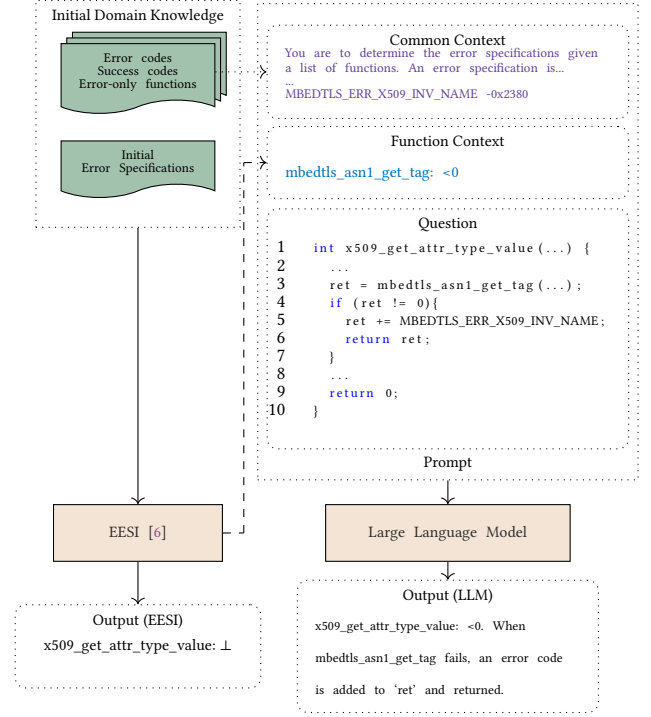 Initial Domain Knowledge
Error codes
Success codes
Error-only functions
Initial
Error Specifications
Common Context
You are to determine the error specifications given
a list of functions. An error specification is...
...
MBEDTLS_ERR_X509_INV_NAME -0x2380
Function Context
mbedtls_asn1_get_tag: <0
Question
1 int x509_get_attr_type_value(...) {
2 ...
3 ret = mbedtls_asn1_get_tag(...);
4 if (ret != 0){
5 ret += MBEDTLS_ERR_X509_INV_NAME;
6 return ret;
7 }
8 ...
9 return 0;
10 }
Prompt
EESI [6]
Large Language Model
Output (EESI)
x509_get_attr_type_value: ⊥
Output (LLM)
x509_get_attr_type_value: <0. When
mbedtls_asn1_get_tag fails, an error code
is added to ‘ret’ and returned.